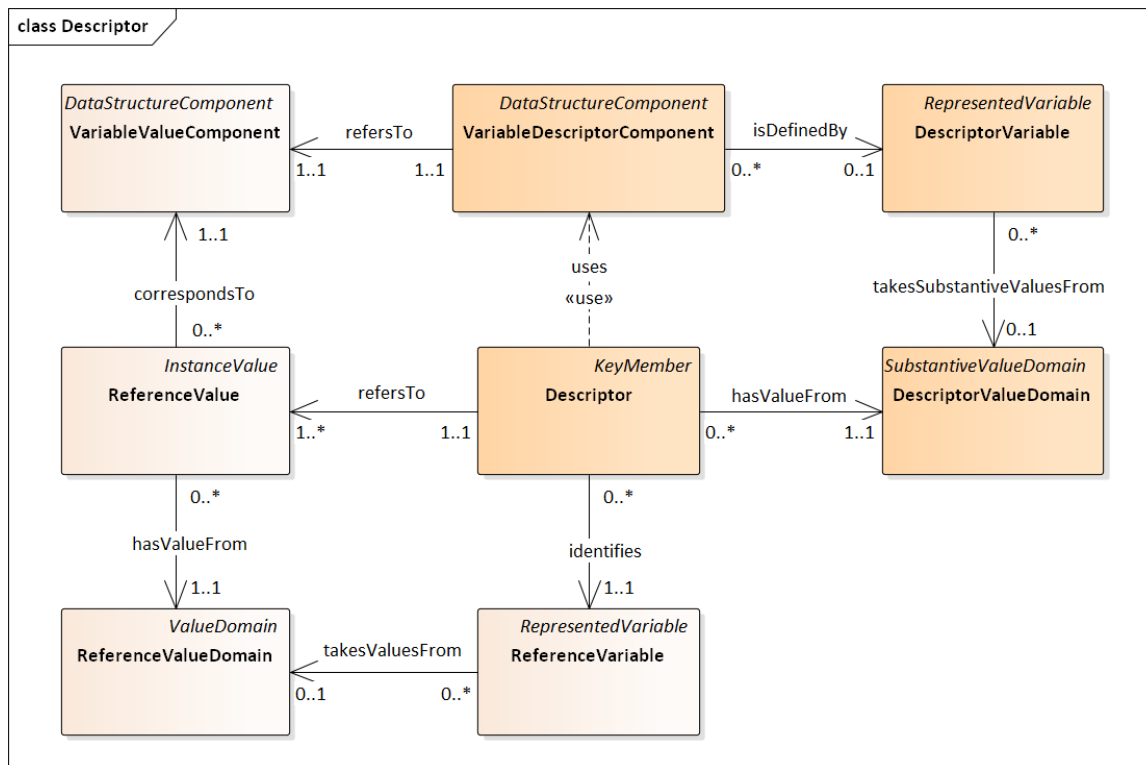 class Descriptor
DataStructureComponent
VariableValueComponent
refersTo
1..1
1..1
DataStructureComponent
VariableDescriptorComponent
isDefinedBy
0..*
0..1
RepresentedVariable
DescriptorVariable
1..1
correspondsTo
0..*
uses
«use»
0..*
takesSubstantiveValuesFrom
0..1
InstanceValue
ReferenceValue
refersTo
1..*
1..1
KeyMember
Descriptor
hasValueFrom
0..*
1..1
SubstantiveValueDomain
DescriptorValueDomain
0..*
hasValueFrom
1..1
0..*
identifies
1..1
ValueDomain
ReferenceValueDomain
takesValuesFrom
0..1
0..*
RepresentedVariable
ReferenceVariable